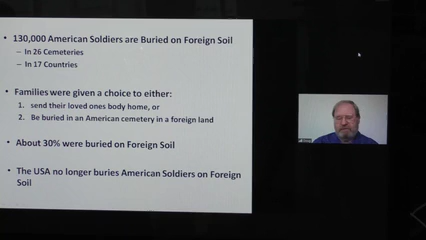 • 130,000 American Soldiers are Buried on Foreign Soil
– In 26 Cemeteries
– In 17 Countries
• Families were given a choice to either:
1. send their loved ones body home, or
2. Be buried in an American cemetery in a foreign land
• About 30% were buried on Foreign Soil
• The USA no longer buries American Soldiers on Foreign
Soil